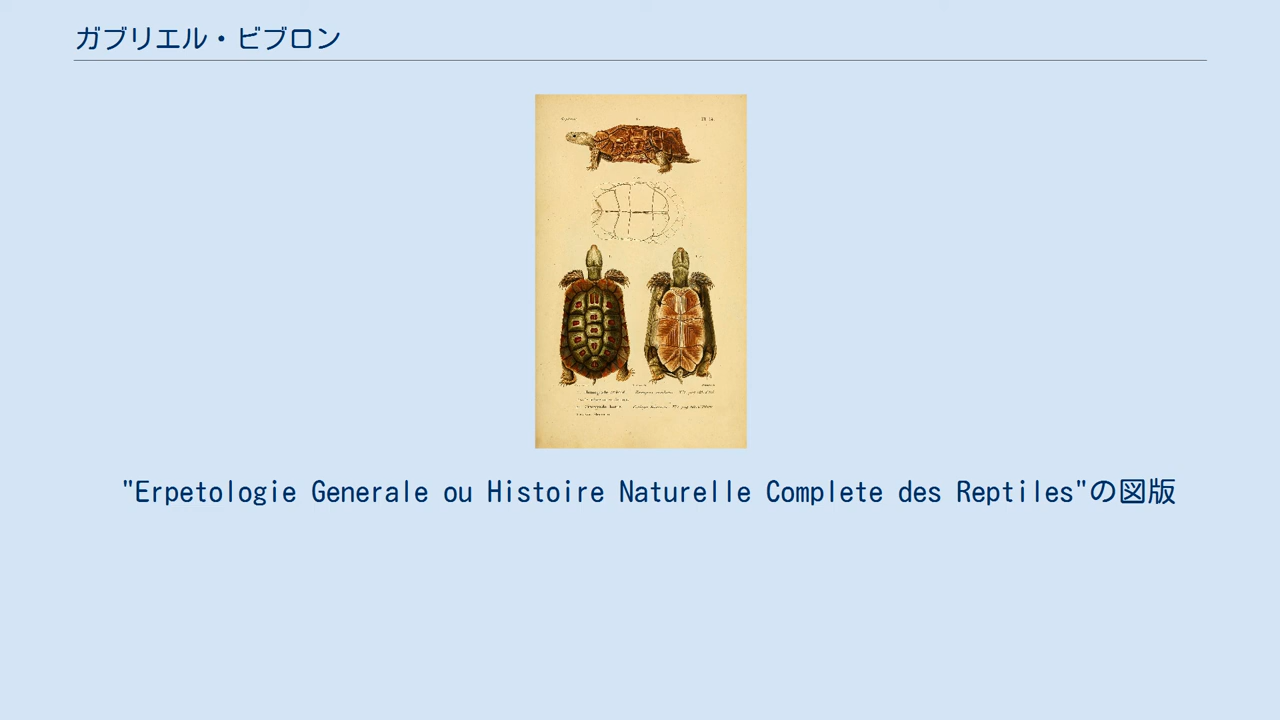 ガブリエル・ビブロン
"Erpetologie Generale ou Histoire Naturelle Complete des Reptiles"の図版